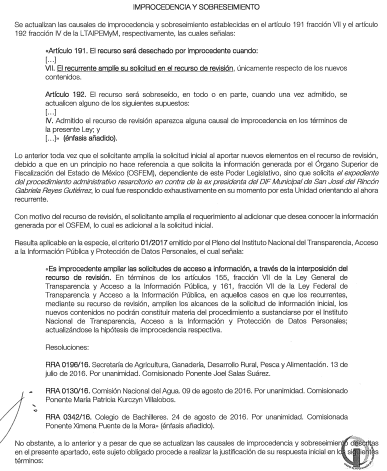 IMPROCEDENCIA Y SOBRESEIMIENTO
Se actualizan las causales de improcedencia y sobreseimiento establecidas en el artículo 191 fracción VII y el artículo
192 fracción IV de la LTAIPEMyM, respectivamente, las cuales señalas:
«Artículo 191. El recurso será desechado por improcedente cuando:
[...]
VII. El recurrente amplíe su solicitud en el recurso de revisión, únicamente respecto de los nuevos
contenidos.
Artículo 192. El recurso será sobreseído, en todo o en parte, cuando una vez admitido, se
actualicen alguno de los siguientes supuestos:
[...]
IV. Admitido el recurso de revisión aparezca alguna causal de improcedencia en los términos de
la presente Ley; y
[...]» (énfasis añadido).
Lo anterior toda vez que el solicitante amplía la solicitud inicial al aportar nuevos elementos en el recurso de revisión,
debido a que en un principio no hace referencia a que solicita la información generada por el Órgano Superior de
Fiscalización del Estado de México (OSFEM), dependiente de este Poder Legislativo, sino que solicita el expediente
del procedimiento administrativo resarcitorio en contra de la ex presidenta del DIF Municipal de San José del Rincón
Gabriela Reyes Gutiérrez, lo cual fue respondido exhaustivamente en su momento por esta Unidad orientando al ahora
recurrente.
Con motivo del recurso de revisión, el solicitante amplía el requerimiento al adicionar que desea conocer la información
generada por el OSFEM, lo cual es adicional a la solicitud inicial.
Resulta aplicable en la especie, el criterio 01/2017 emitido por el Pleno del Instituto Nacional del Transparencia, Acceso
a la Información Pública y Protección de Datos Personales, el cual señala:
«Es improcedente ampliar las solicitudes de acceso a información, a través de la interposición del
recurso de revisión. En términos de los artículos 155, fracción VII de la Ley General de
Transparencia y Acceso a la Información Pública, y 161, fracción VII de la Ley Federal de
Transparencia y Acceso a la Información Pública, en aquellos casos en que los recurrentes,
mediante su recurso de revisión, amplíen los alcances de la solicitud de información inicial, los
nuevos contenidos no podrán constituir materia del procedimiento a sustanciarse por el Instituto
Nacional de Transparencia, Acceso a la Información y Protección de Datos Personales;
actualizándose la hipótesis de improcedencia respectiva.
Resoluciones:
RRA 0196/16. Secretaría de Agricultura, Ganadería, Desarrollo Rural, Pesca y Alimentación. 13 de
julio de 2016. Por unanimidad. Comisionado Ponente Joel Salas Suárez.
RRA 0130/16. Comisión Nacional del Agua. 09 de agosto de 2016. Por unanimidad. Comisionado
Ponente María Patricia Kurczyn Villalobos.
RRA 0342/16. Colegio de Bachilleres. 24 de agosto de 2016. Por unanimidad. Comisionada
Ponente Ximena Puente de la Mora» (énfasis añadido).
No obstante, a lo anterior y a pesar de que se actualizan las causales de improcedencia y sobreseimiento descritas
en el presente apartado, este sujeto obligado procede a realizar la justificación de su respuesta inicial en los siguientes
términos: